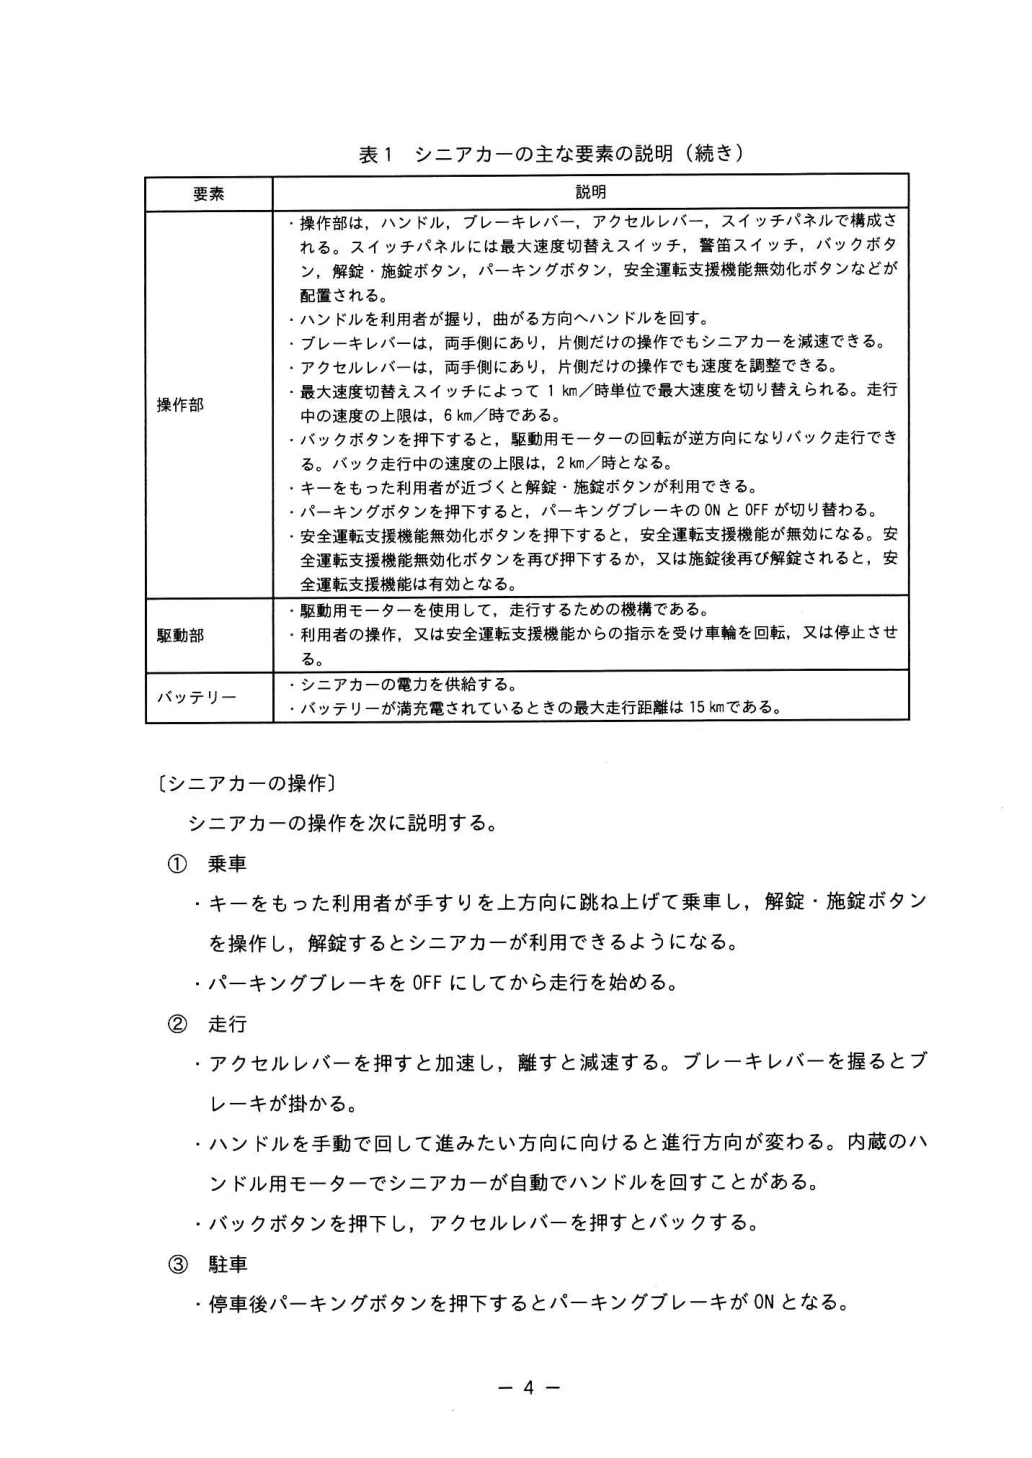 表1　シニアカーの主な要素の説明（続き）
要素
説明
操作部
・操作部は，ハンドル，ブレーキレバー，アクセルレバー，スイッチパネルで構成さ
れる。スイッチパネルには最大速度切替えスイッチ，警笛スイッチ，バックボタ
ン，解錠・施錠ボタン，パーキングボタン，安全運転支援機能無効化ボタンなどが
配置される。
・ハンドルを利用者が握り，曲がる方向へハンドルを回す。
・ブレーキレバーは，両手側にあり，片側だけの操作でもシニアカーを減速できる。
・アクセルレバーは，両手側にあり，片側だけの操作でも速度を調整できる。
・最大速度切替えスイッチによって 1 km／時単位で最大速度を切り替えられる。走行
中の速度の上限は，6 km／時である。
・バックボタンを押下すると，駆動用モーターの回転が逆方向になりバック走行でき
る。バック走行中の速度の上限は，2 km／時となる。
・キーをもった利用者が近づくと解錠・施錠ボタンが利用できる。
・パーキングボタンを押下すると，パーキングブレーキの ON と OFF が切り替わる。
・安全運転支援機能無効化ボタンを押下すると，安全運転支援機能が無効になる。安
全運転支援機能無効化ボタンを再び押下するか，又は施錠後再び解錠されると，安
全運転支援機能は有効となる。
駆動部
・駆動用モーターを使用して，走行するための機構である。
・利用者の操作，又は安全運転支援機能からの指示を受け車輪を回転，又は停止させ
る。
バッテリー
・シニアカーの電力を供給する。
・バッテリーが満充電されているときの最大走行距離は 15 km である。
〔シニアカーの操作〕
シニアカーの操作を次に説明する。
①　乗車
・キーをもった利用者が手すりを上方向に跳ね上げて乗車し，解錠・施錠ボタン
を操作し，解錠するとシニアカーが利用できるようになる。
・パーキングブレーキを OFF にしてから走行を始める。
②　走行
・アクセルレバーを押すと加速し，離すと減速する。ブレーキレバーを握るとブ
レーキが掛かる。
・ハンドルを手動で回して進みたい方向に向けると進行方向が変わる。内蔵のハ
ンドル用モーターでシニアカーが自動でハンドルを回すことがある。
・バックボタンを押下し，アクセルレバーを押すとバックする。
③　駐車
・停車後パーキングボタンを押下するとパーキングブレーキが ON となる。
－ 4 －